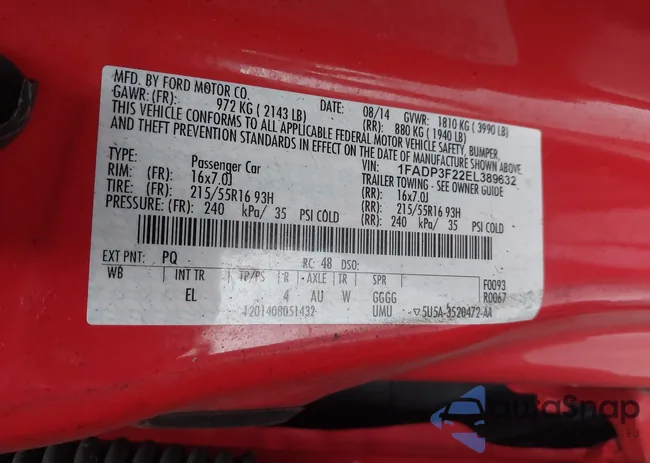 MFD. BY FORD MOTOR CO.
DATE: 08/14 GVWR: 1810 KG (3990 LB)
GAWR: (FR): 972 KG (2143 LB) (RR): 880 KG (1940 LB)
THIS VEHICLE CONFORMS TO ALL APPLICABLE FEDERAL MOTOR VEHICLE SAFETY, BUMPER,
AND THEFT PREVENTION STANDARDS IN EFFECT ON THE DATE OF MANUFACTURE SHOWN ABOVE.
VIN: 1FADP3F22EL389632
TYPE: Passenger Car TRAILER TOWING - SEE OWNER GUIDE
RIM: (FR): 16x7.0J (RR): 16x7.0J
TIRE: (FR): 215/55R16 93H (RR): 215/55R16 93H
PRESSURE: (FR): 240 kPa/ 35 PSI COLD (RR): 240 kPa/ 35 PSI COLD
EXT PNT: PQ RC: 48 DSO: F0093
WB INT TR TP/PS R AXLE TR SPR R0067
EL 4 AU W GGGG
1201408051432 UMU 5U5A-3520472-AA
AutoSnap
EU